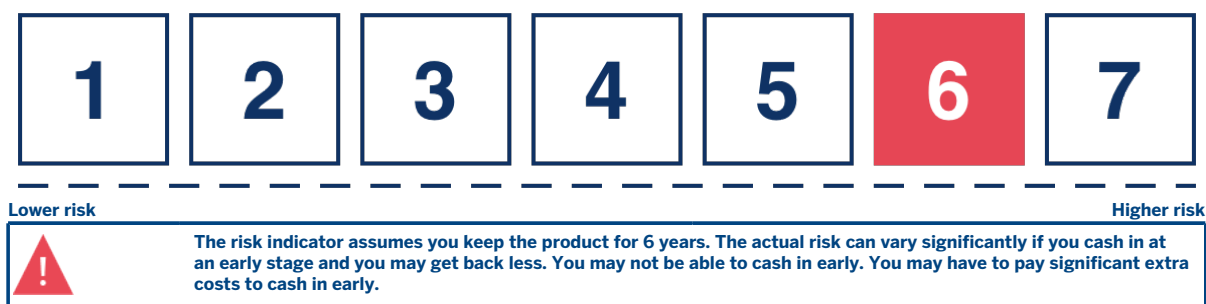 1 2 3 4 5 6 7
Lower risk Higher risk
!
The risk indicator assumes you keep the product for 6 years. The actual risk can vary significantly if you cash in at
an early stage and you may get back less. You may not be able to cash in early. You may have to pay significant extra
costs to cash in early.